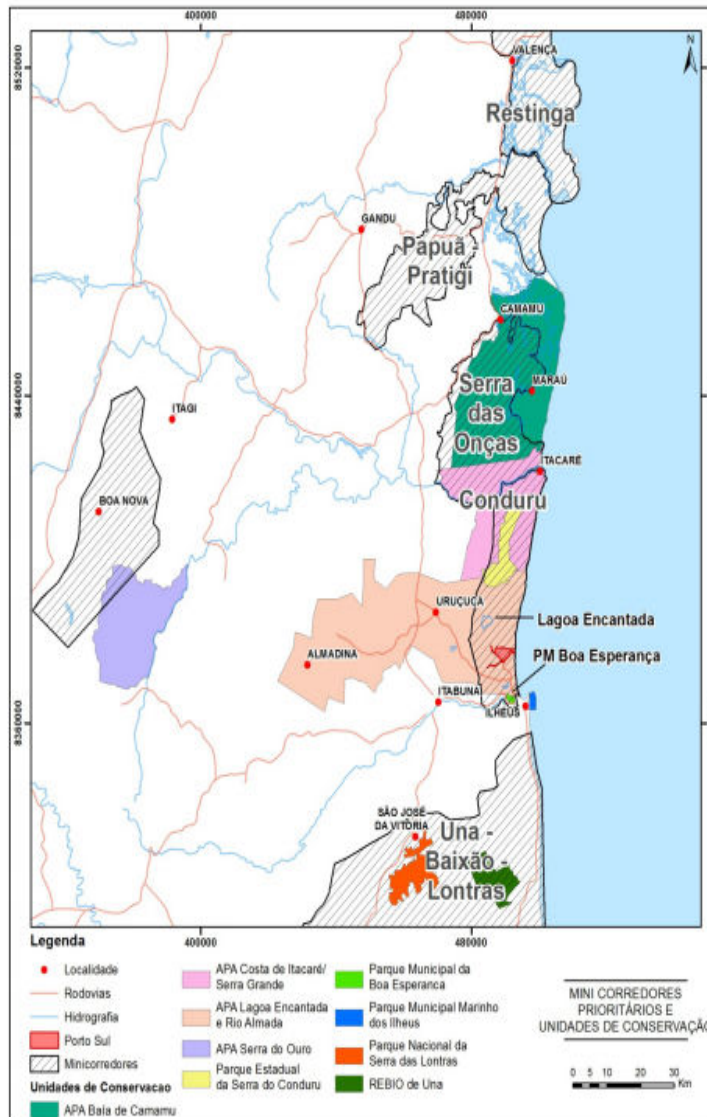 400000
480000
8520000
N
VALENÇA
Restinga
GANDU
Papuã -
Pratigi
CAMAMU
Serra
das
Onças
MARAÚ
8440000
ITAGI
ITACARÉ
Conduru
BOA NOVA
URUÇUCA
Lagoa Encantada
ALMADINA
PM Boa Esperança
ITABUNA
ILHEUS
8360000
SÃO JOSÉ
DA VITÓRIA
Una -
Baixão -
Lontras
400000
480000
Legenda
Localidade
Rodovias
Hidrografia
Porto Sul
Minicorredores
Unidades de Conservacao
APA Baía de Camamu
APA Costa de Itacaré/
Serra Grande
APA Lagoa Encantada
e Rio Almada
APA Serra do Ouro
Parque Estadual
da Serra do Conduru
Parque Municipal da
Boa Esperanca
Parque Municipal Marinho
dos Ilheus
Parque Nacional da
Serra das Lontras
REBIO de Una
MINI CORREDORES
PRIORITÁRIOS E
UNIDADES DE CONSERVAÇÃO
0 5 10 20 30
Km